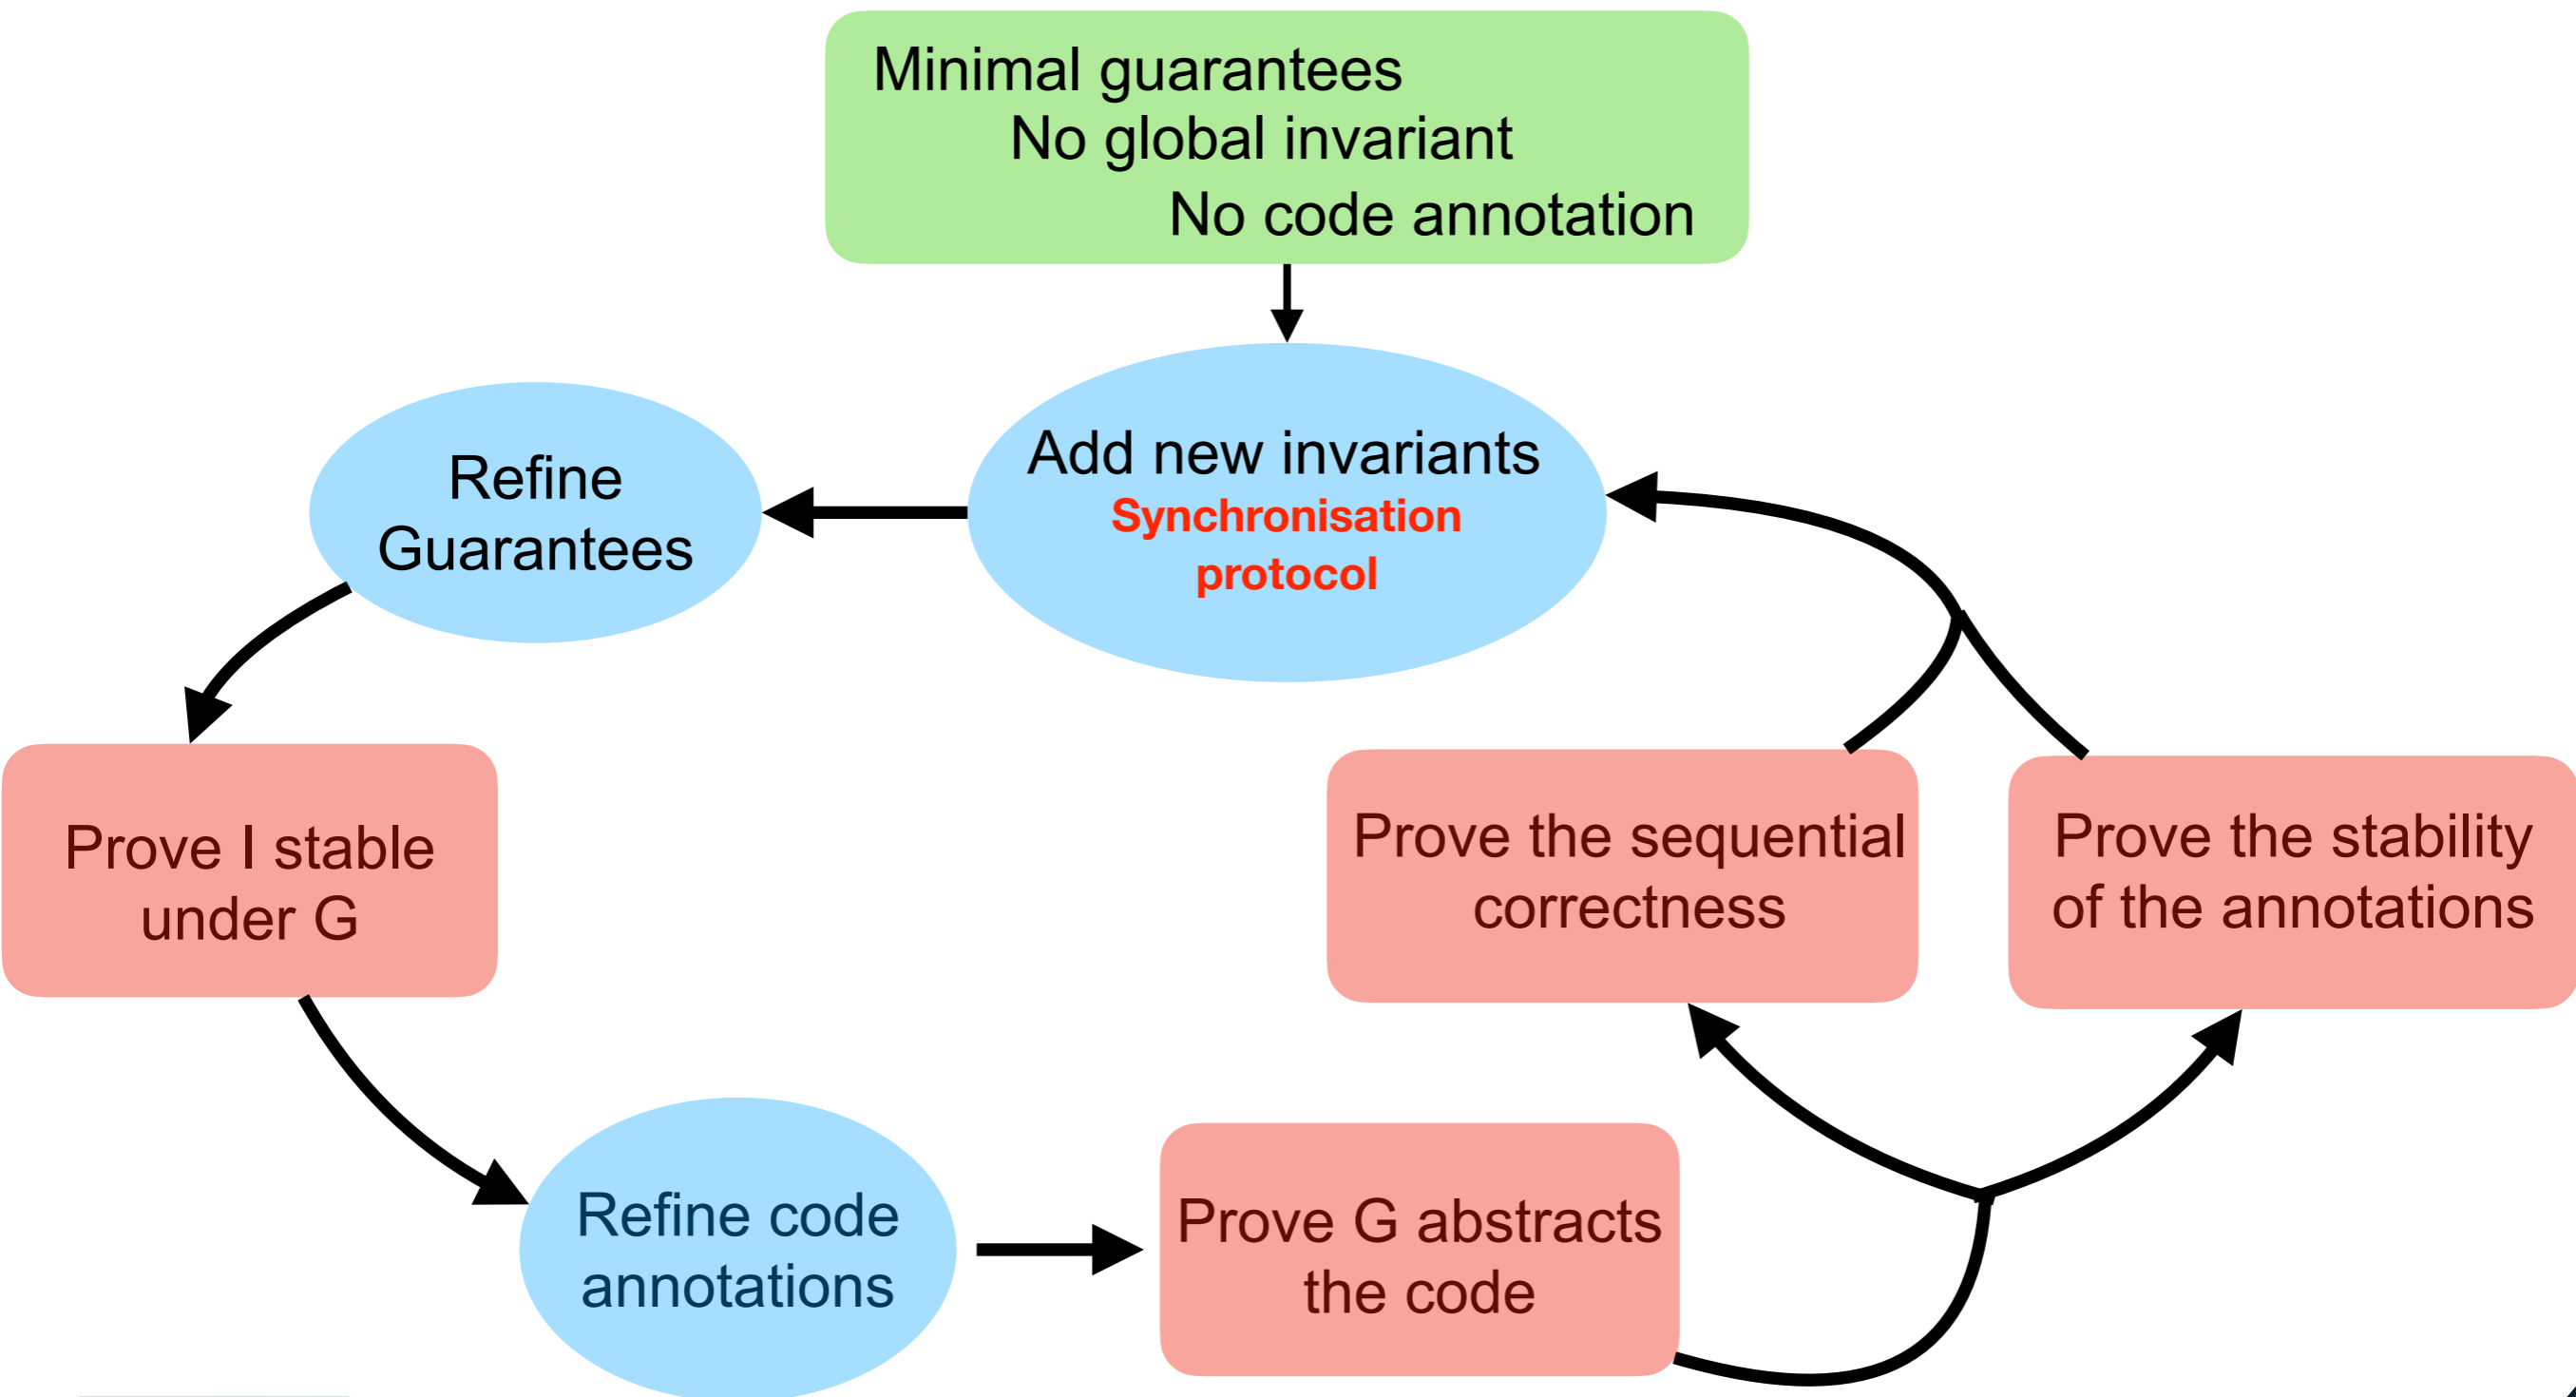 Minimal guarantees
No global invariant
No code annotation
Add new invariants
Synchronisation
protocol
Refine
Guarantees
Prove I stable
under G
Refine code
annotations
Prove G abstracts
the code
Prove the sequential
correctness
Prove the stability
of the annotations